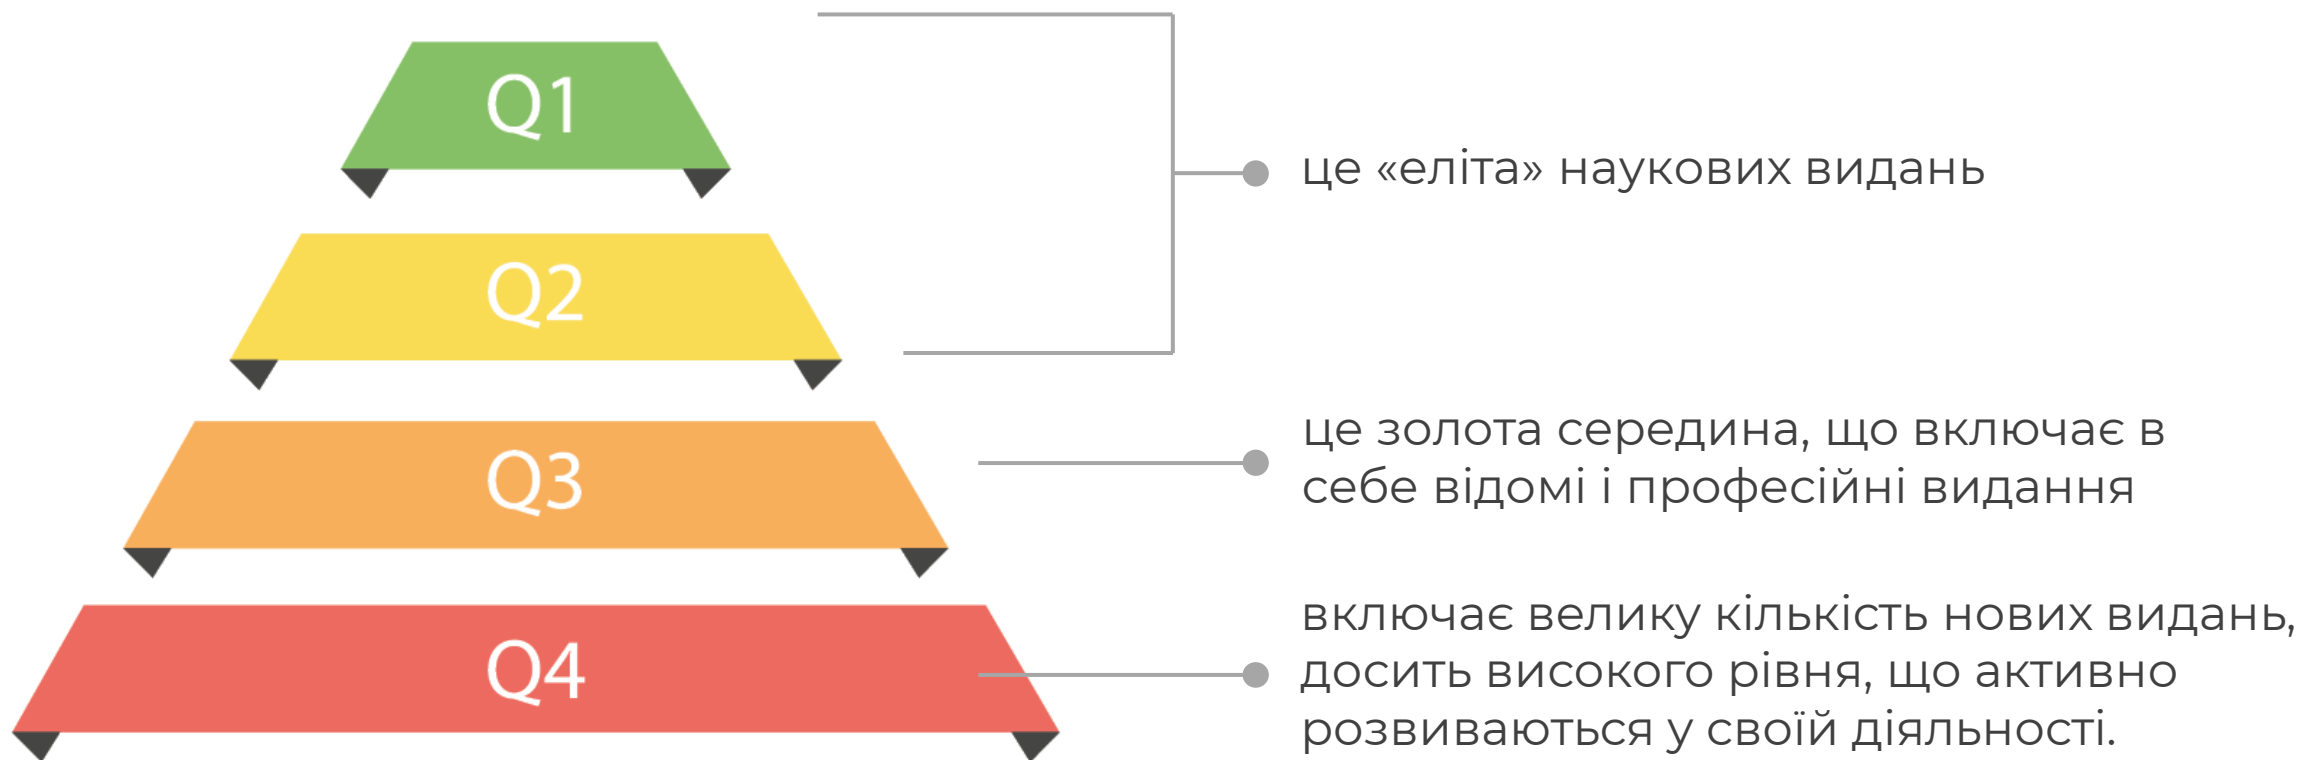 Q1
Q2
це «еліта» наукових видань
Q3
це золота середина, що включає в
себе відомі і професійні видання
Q4
включає велику кількість нових видань,
досить високого рівня, що активно
розвиваються у своїй діяльності.